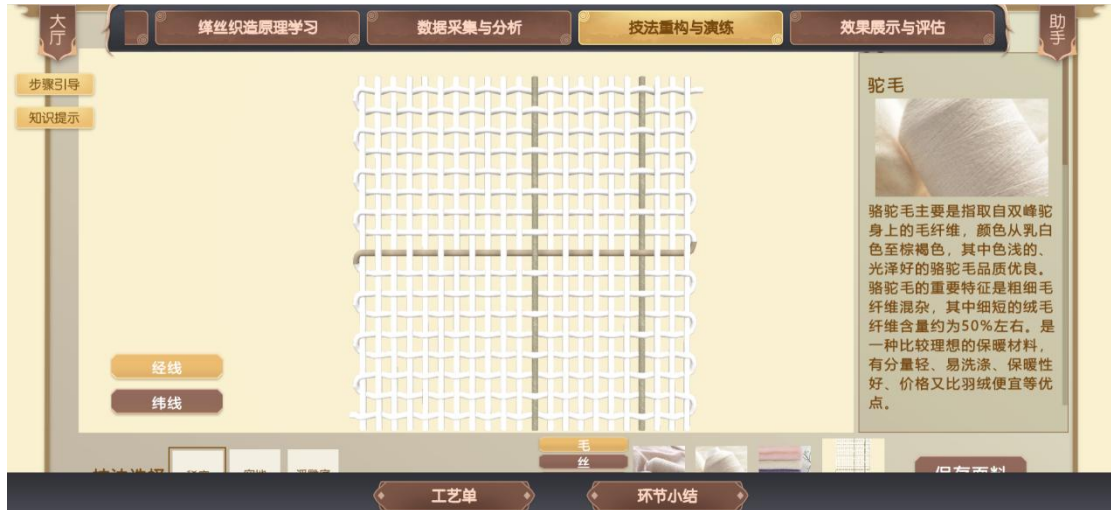 大厅
缂丝织造原理学习
数据采集与分析
技法重构与演练
效果展示与评估
助手
步骤引导
知识提示
驼毛
骆驼毛主要是指取自双峰驼
身上的毛纤维，颜色从乳白
色至棕褐色，其中色浅的、
光泽好的骆驼毛品质优良。
骆驼毛的重要特征是粗细毛
纤维混杂，其中细短的绒毛
纤维含量约为50%左右。是
一种比较理想的保暖材料，
有分量轻、易洗涤、保暖性
好、价格又比羽绒便宜等优
点。
经线
纬线
毛
丝
保存面料
工艺单
环节小结